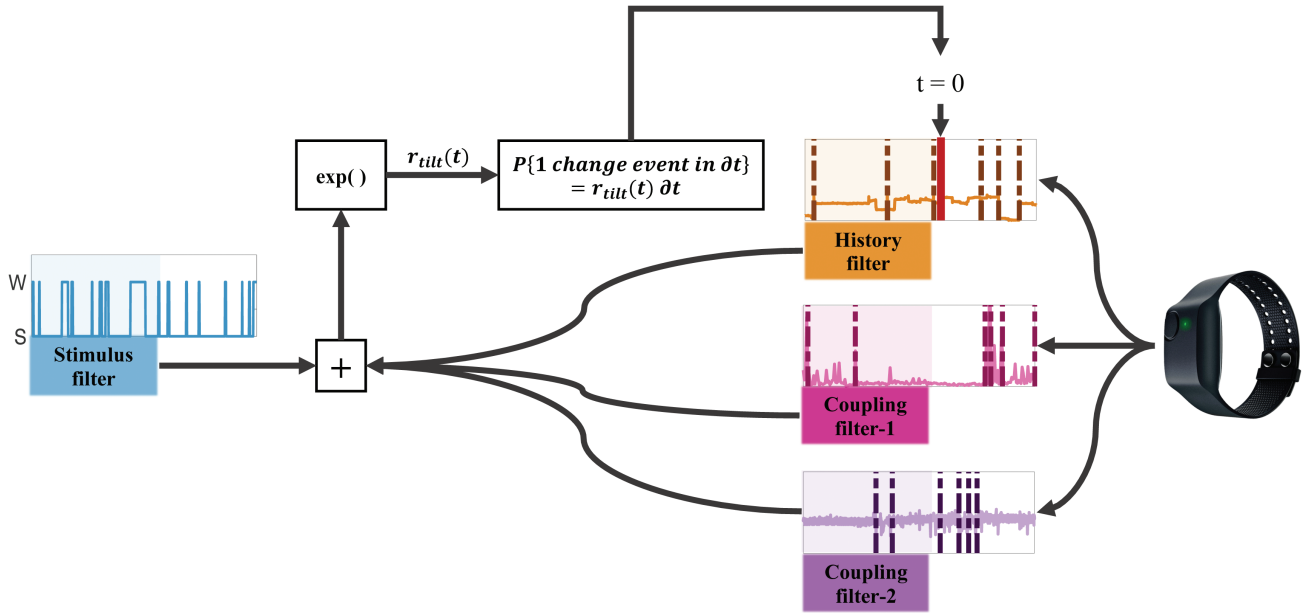 t = 0
exp( )
r_tilt(t)
P{1 change event in ∂t}
= r_tilt(t) ∂t
History
filter
W
S
Stimulus
filter
+
Coupling
filter-1
Coupling
filter-2